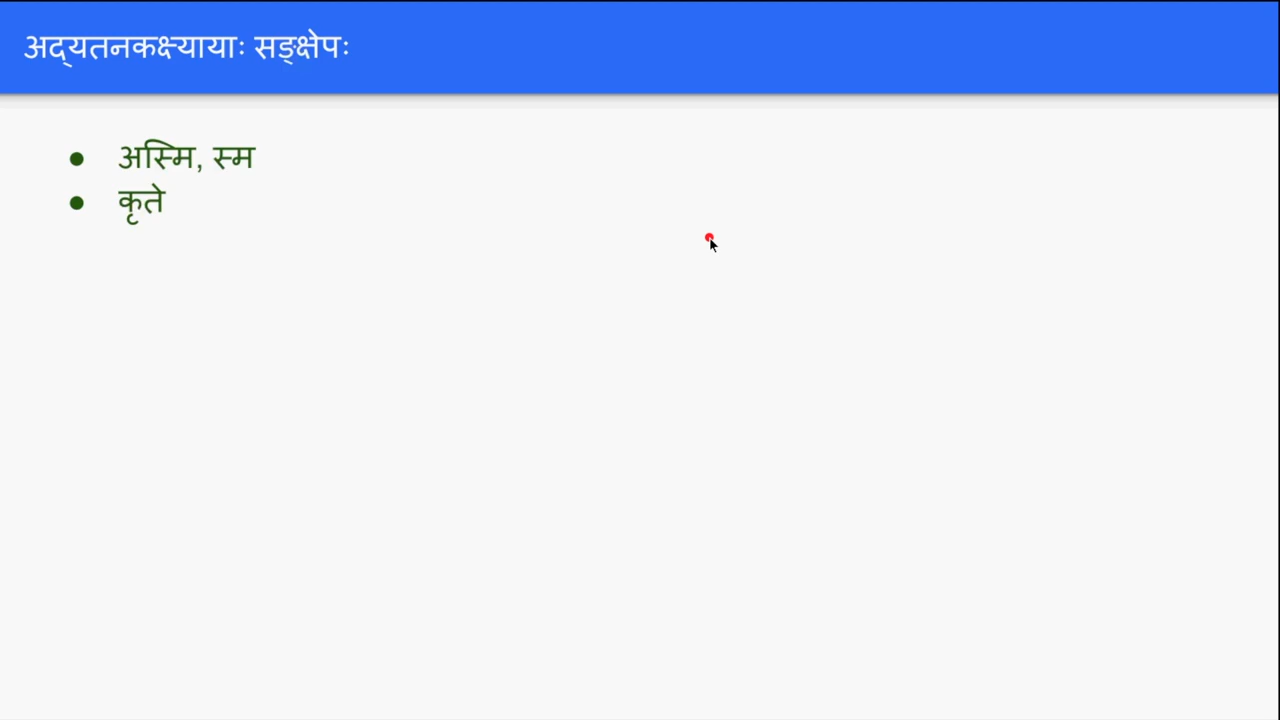 अद्यतनकक्ष्यायाः सङ्क्षेपः
अस्मि, स्म
कृते